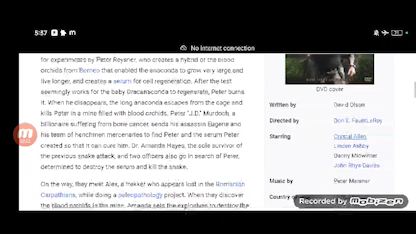 5:37
No internet connection
for experiments by Peter Reysner, who creates a hybrid of the blood
orchids from Borneo that enabled the anaconda to grow very large and
live longer, and creates a serum for cell regeneration. After the test
seemingly works for the baby Dracanaconda to regenerate, Peter burns
it. When he disappears, the long anaconda escapes from the cage and
kills Peter in a mine filled with blood orchids. Peter "J.D." Murdoch, a
billionaire suffering from bone cancer, sends his assassin Eugene and
his team of henchmen mercenaries to find Peter and the serum Peter
created so that it can cure him. Dr. Amanda Hayes, the sole survivor of
the previous snake attack, and two officers also go in search of Peter,
determined to destroy the serum and kill the snake.
On the way, they meet Alex, a trekker who appears lost in the Romanian
Carpathians, while doing a paleopathology project. When they discover
the blood orchids in the mine, Amanda sets the explosives to destroy the
DVD cover
Written by David Olson
Directed by Don E. FauntLeRoy
Starring Crystal Allen
Linden Ashby
Danny Midwinter
John Rhys-Davies
Music by Peter Meisner
Country of
Recorded by mobizen